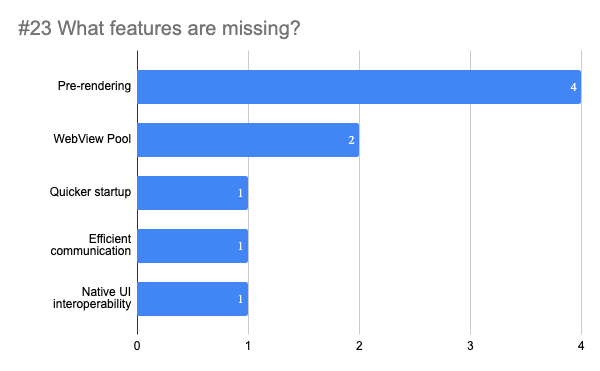 #23 What features are missing?
Pre-rendering
4
WebView Pool
2
Quicker startup
1
Efficient
communication
1
Native UI
interoperability
1
0
1
2
3
4